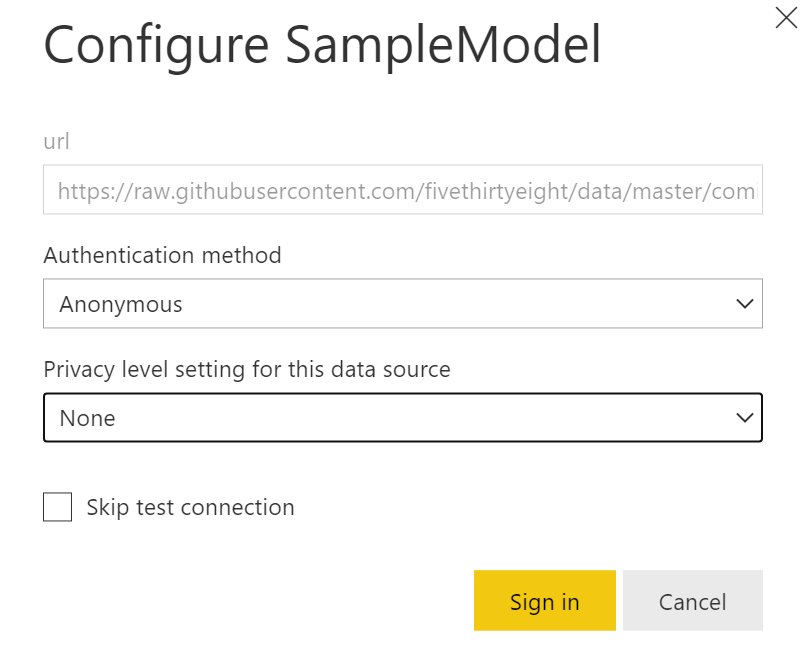 Configure SampleModel
url
https://raw.githubusercontent.com/fivethirtyeight/data/master/com
Authentication method
Anonymous
Privacy level setting for this data source
None
Skip test connection
Sign in
Cancel